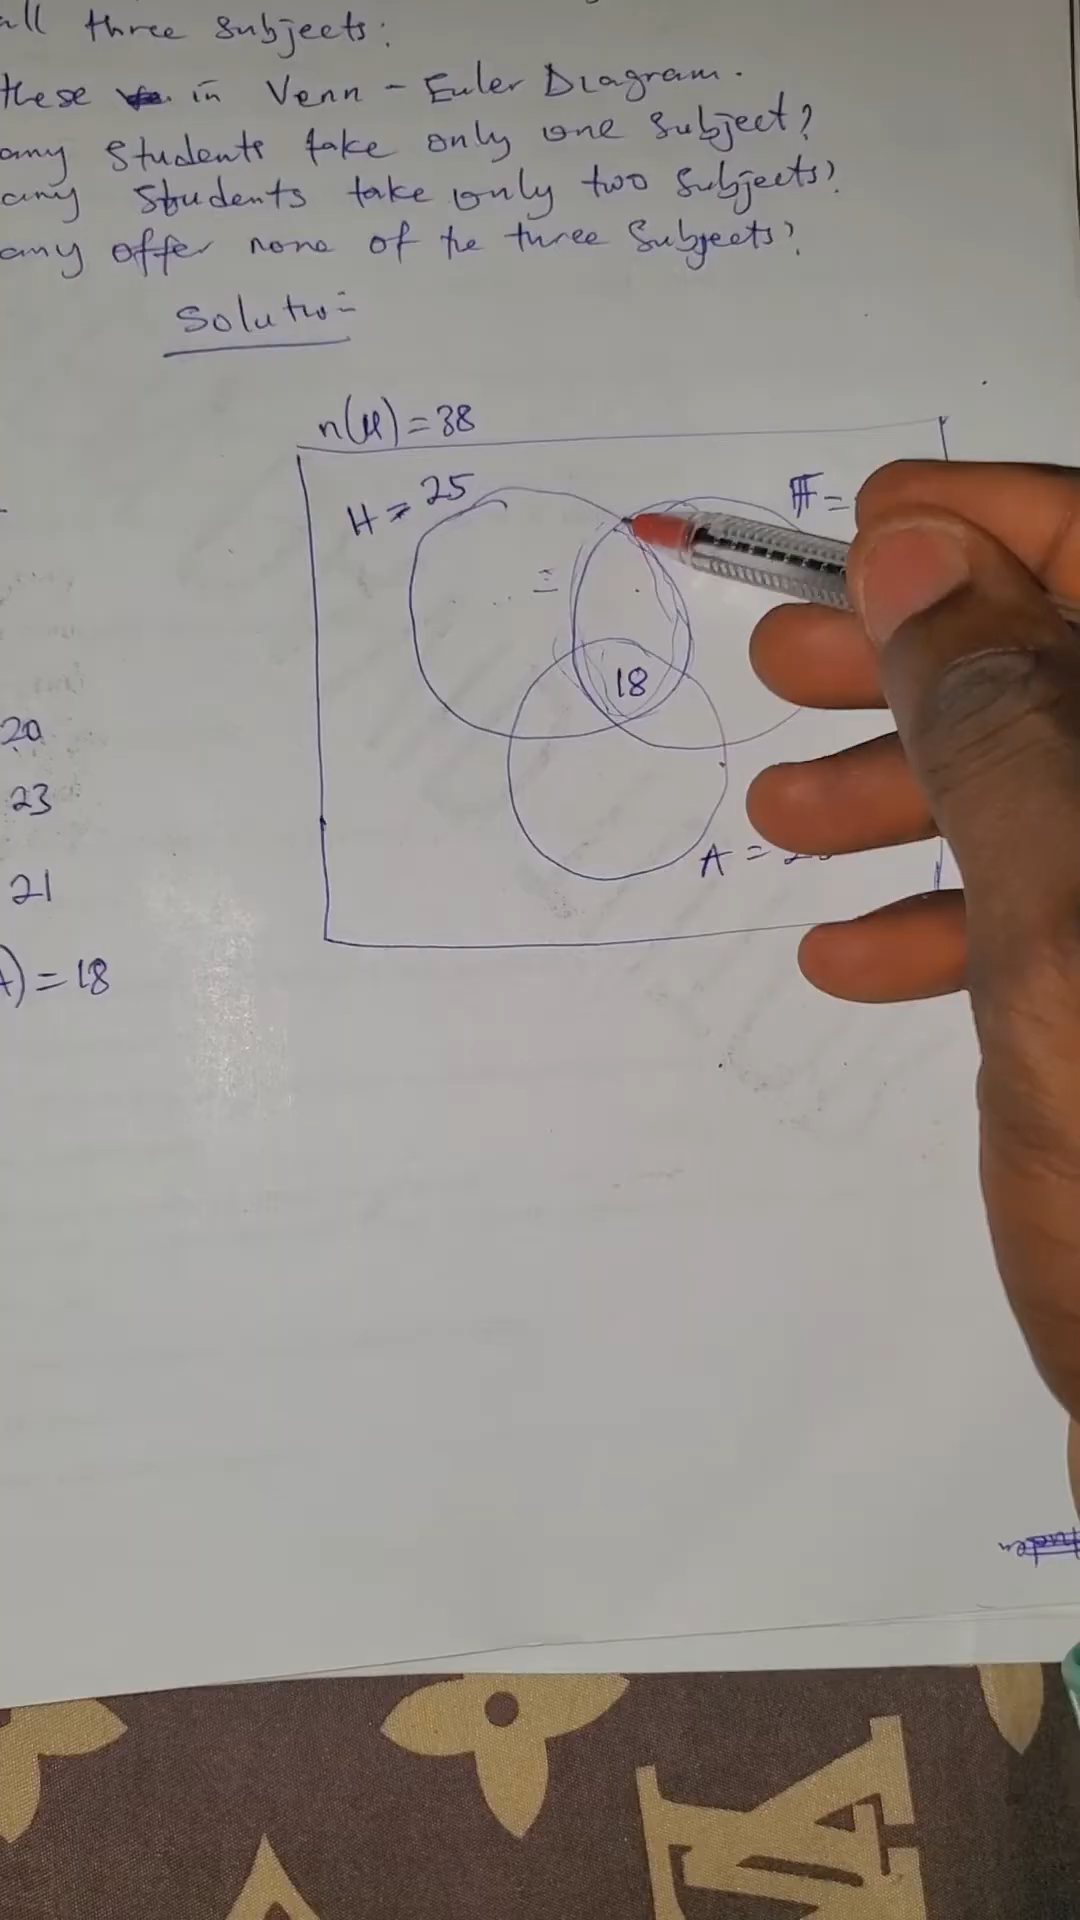 all three subjects:
these in Venn - Euler Diagram.
any students take only one subject?
any students take only two subjects?
any offer none of the three subjects?
Solution
n(μ) = 38
H = 25
F =
18
A =
20
23
21
A) = 18